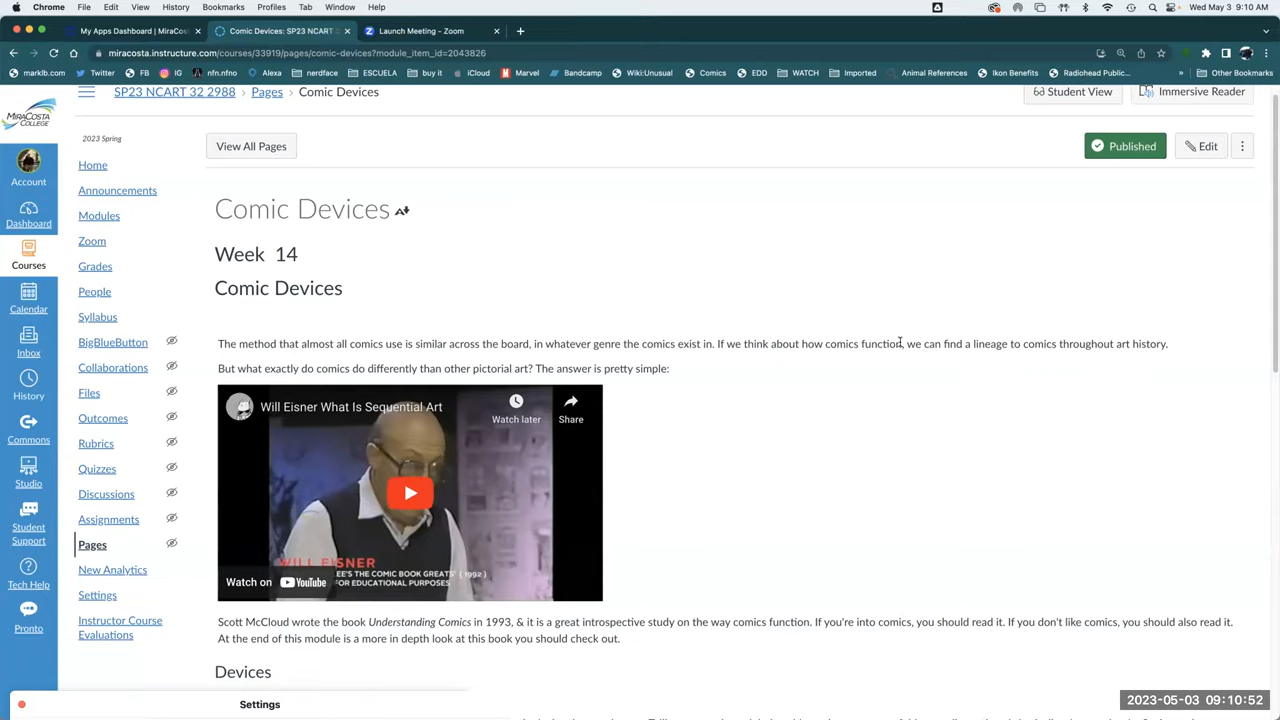 Chrome File Edit View History Bookmarks Profiles Tab Window Help Wed May 3 9:10 AM
My Apps Dashboard | MiraCost × Comic Devices: SP23 NCART × Launch Meeting - Zoom × +
miracosta.instructure.com/courses/33919/pages/comic-devices?module_item_id=2043826
marklb.com Twitter FB IG nfn.nfno Alexa nerdface ESCUELA buy it iCloud Marvel Bandcamp Wiki:Unusual Comics EDD WATCH Imported Animal References Ikon Benefits Radiohead Public... » Other Bookmarks
SP23 NCART 32 2988 Pages Comic Devices Student View Immersive Reader
MIRACOSTA COLLEGE
Account
Dashboard
Courses
Calendar
Inbox
History
Commons
Studio
Student Support
Tech Help
Pronto
2023 Spring
Home
Announcements
Modules
Zoom
Grades
People
Syllabus
BigBlueButton
Collaborations
Files
Outcomes
Rubrics
Quizzes
Discussions
Assignments
Pages
New Analytics
Settings
Instructor Course
Evaluations
View All Pages Published Edit
Comic Devices
Week 14
Comic Devices
The method that almost all comics use is similar across the board, in whatever genre the comics exist in. If we think about how comics function, we can find a lineage to comics throughout art history.
But what exactly do comics do differently than other pictorial art? The answer is pretty simple:
Will Eisner What Is Sequential Art Watch later Share
WILL EISNER
EE'S THE COMIC BOOK GREATS" ( 1992 )
FOR EDUCATIONAL PURPOSES
Watch on YouTube
Scott McCloud wrote the book Understanding Comics in 1993, & it is a great introspective study on the way comics function. If you're into comics, you should read it. If you don't like comics, you should also read it.
At the end of this module is a more in depth look at this book you should check out.
Devices
Settings
2023-05-03 09:10:52